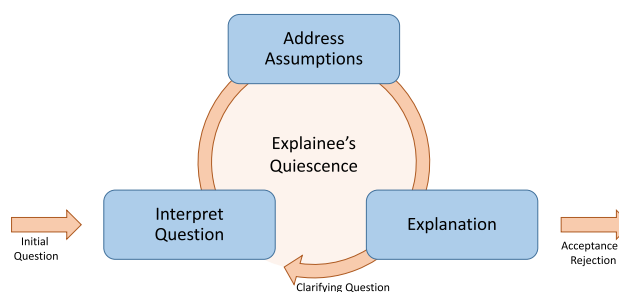 Address
Assumptions
Explainee's
Quiescence
Interpret
Question
Explanation
Initial
Question
Acceptance
Rejection
Clarifying Question